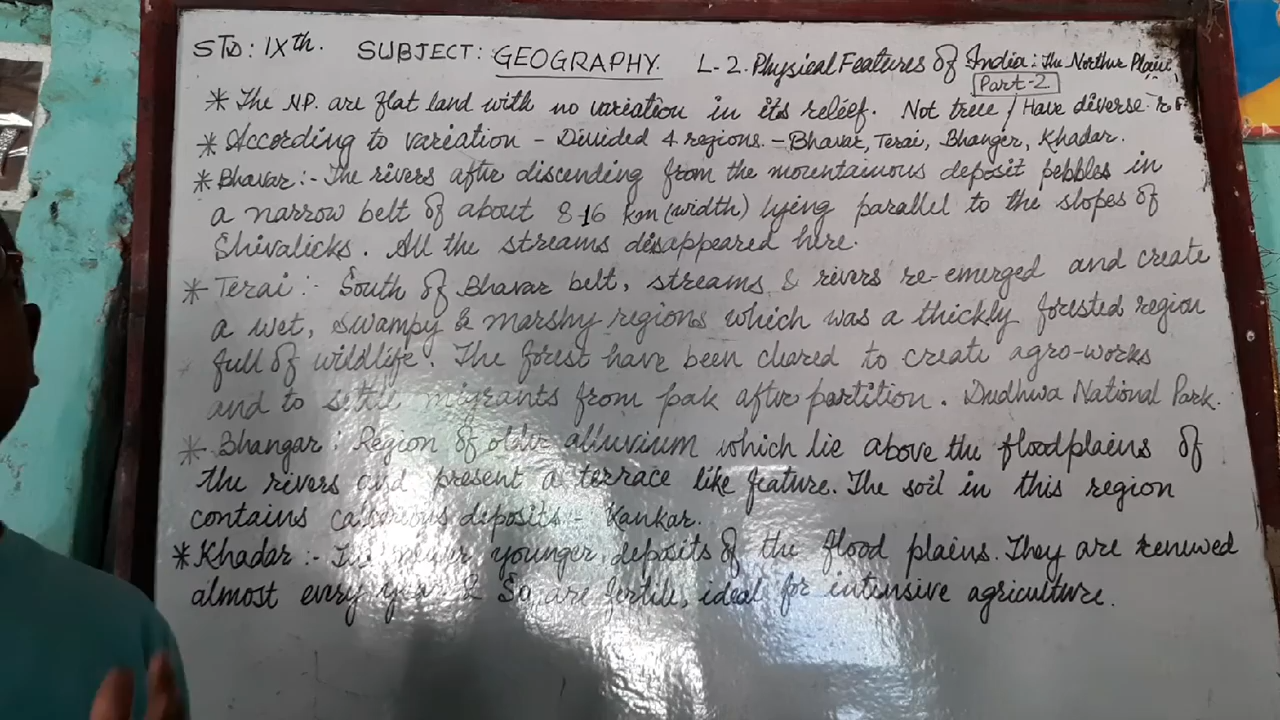 STD: IXth. SUBJECT: GEOGRAPHY. L-2. Physical Features of India: The Northern Plain
Part-2
* The N.P. are flat land with no variation in its releef. Not true / Have diverse
* According to variation - Divided 4 regions. - Bhavar, Terai, Bhanger, Khadar.
* Bhavar:- The rivers after discending from the mountainous deposit pebbles in
a narrow belt of about 8-16 km (width) lying parallel to the slopes of
Shivalicks. All the streams disappeared here.
* Terai:- South of Bhavar belt, streams & rivers re-emerged and create
a wet, swampy & marshy regions which was a thickly forested region
full of wildlife. The forest have been cleared to create agro-works
and to settle migrants from pak after partition. Dudhwa National Park.
* Bhangar: Region of older alluvium which lie above the floodplains of
the rivers and present a terrace like feature. The soil in this region
contains deposits - Kankar.
* Khadar:- The newer, younger, deposits of the flood plains. They are renewed
almost every year & So, are fertile, ideal for intensive agriculture.